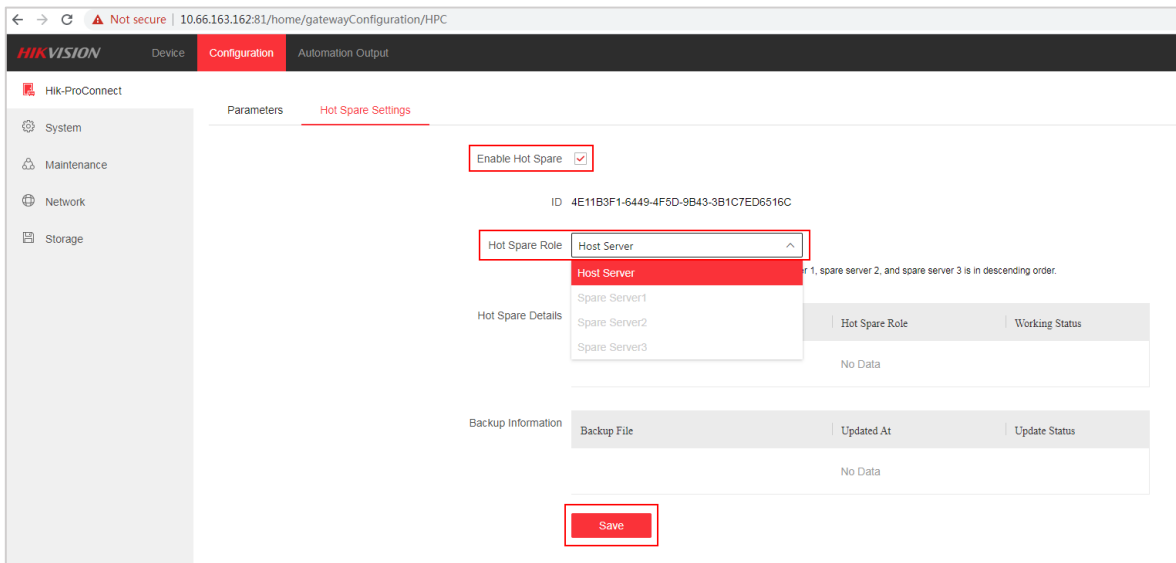 Not secure | 10.66.163.162:81/home/gatewayConfiguration/HPC
HIKVISION Device Configuration Automation Output
Hik-ProConnect
System
Maintenance
Network
Storage
Parameters Hot Spare Settings
Enable Hot Spare
ID 4E11B3F1-6449-4F5D-9B43-3B1C7ED6516C
Hot Spare Role Host Server
Host Server
1, spare server 2, and spare server 3 is in descending order.
Spare Server1
Spare Server2
Spare Server3
Hot Spare Details Hot Spare Role Working Status
No Data
Backup Information Backup File Updated At Update Status
No Data
Save